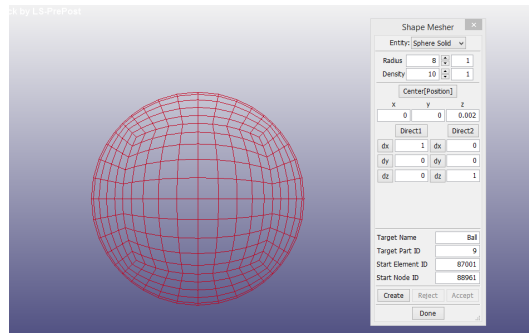 ck by LS-PrePost
Shape Mesher
Entity: Sphere Solid
Radius 8 1
Density 10 1
Center[Position]
x y z
0 0 0.002
Direct1 Direct2
dx 1 dx 0
dy 0 dy 0
dz 0 dz 1
Target Name Ball
Target Part ID 9
Start Element ID 87001
Start Node ID 88961
Create Reject Accept
Done